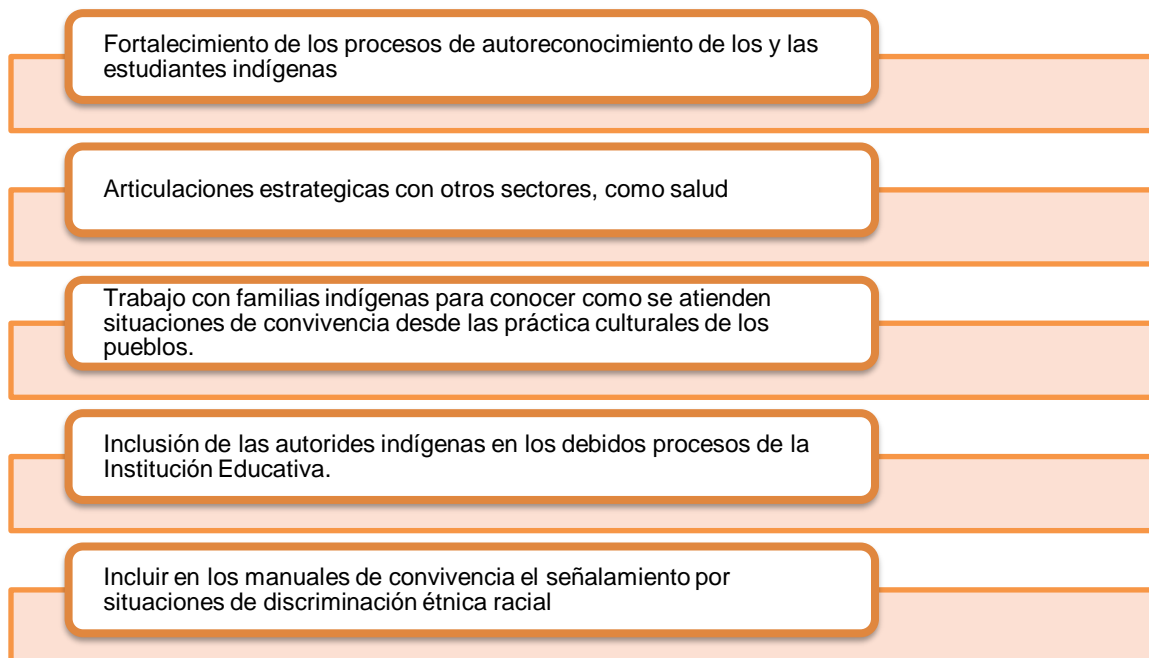 Fortalecimiento de los procesos de autoreconocimiento de los y las
estudiantes indígenas
Articulaciones estrategicas con otros sectores, como salud
Trabajo con familias indígenas para conocer como se atienden
situaciones de convivencia desde las práctica culturales de los
pueblos.
Inclusión de las autorides indígenas en los debidos procesos de la
Institución Educativa.
Incluir en los manuales de convivencia el señalamiento por
situaciones de discriminación étnica racial